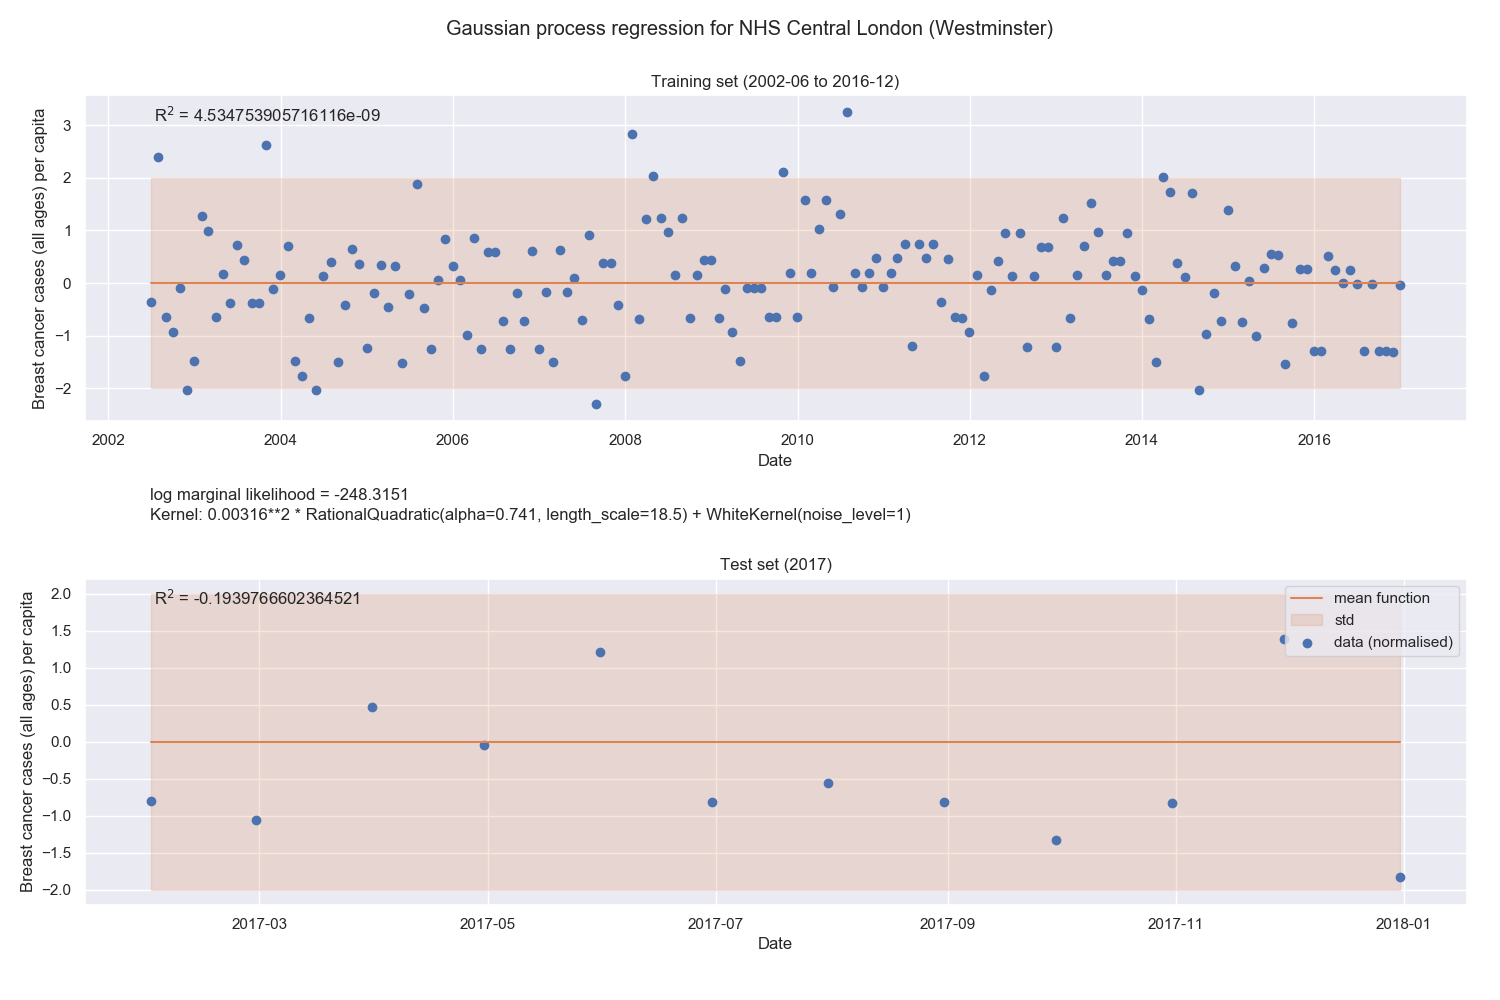 Gaussian process regression for NHS Central London (Westminster)
Training set (2002-06 to 2016-12)
R² = 4.534753905716116e-09
Breast cancer cases (all ages) per capita
3
2
1
0
−1
−2
2002 2004 2006 2008 2010 2012 2014 2016
Date
log marginal likelihood = -248.3151
Kernel: 0.00316**2 * RationalQuadratic(alpha=0.741, length_scale=18.5) + WhiteKernel(noise_level=1)
Test set (2017)
R² = -0.1939766602364521
mean function
std
data (normalised)
Breast cancer cases (all ages) per capita
2.0
1.5
1.0
0.5
0.0
−0.5
−1.0
−1.5
−2.0
2017-03 2017-05 2017-07 2017-09 2017-11 2018-01
Date